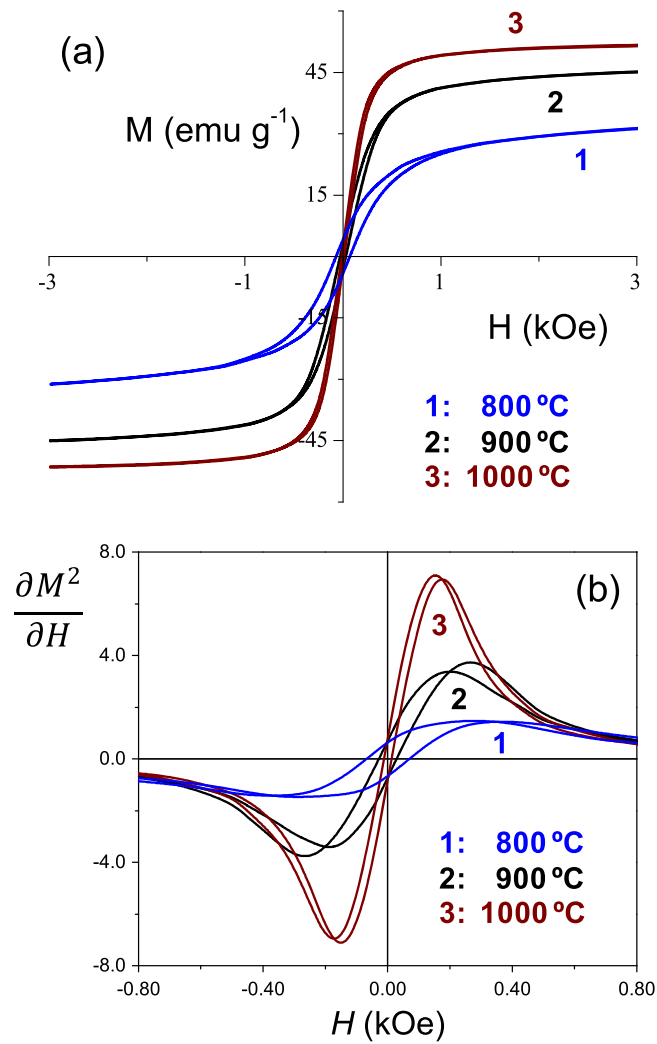 3
(a)
45
2
M (emu g⁻¹)
1
15
-3
-1
1
3
-15
H (kOe)
1: 800 ºC
-45
2: 900 ºC
3: 1000 ºC
8.0
∂M²
∂H
(b)
3
4.0
2
1
0.0
1: 800 ºC
-4.0
2: 900 ºC
3: 1000 ºC
-8.0
-0.80
-0.40
0.00
0.40
0.80
H (kOe)